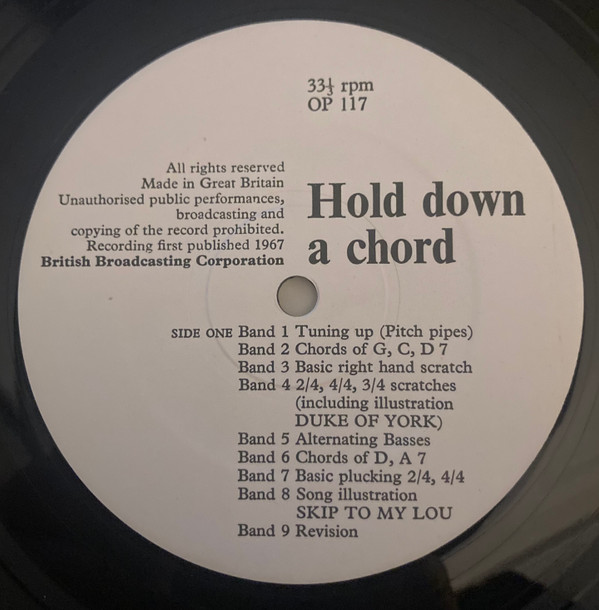 33⅓ rpm
OP 117
All rights reserved
Made in Great Britain
Unauthorised public performances,
broadcasting and
copying of the record prohibited.
Recording first published 1967
British Broadcasting Corporation
Hold down
a chord
SIDE ONE Band 1 Tuning up (Pitch pipes)
Band 2 Chords of G, C, D 7
Band 3 Basic right hand scratch
Band 4 2/4, 4/4, 3/4 scratches
(including illustration
DUKE OF YORK)
Band 5 Alternating Basses
Band 6 Chords of D, A 7
Band 7 Basic plucking 2/4, 4/4
Band 8 Song illustration
SKIP TO MY LOU
Band 9 Revision